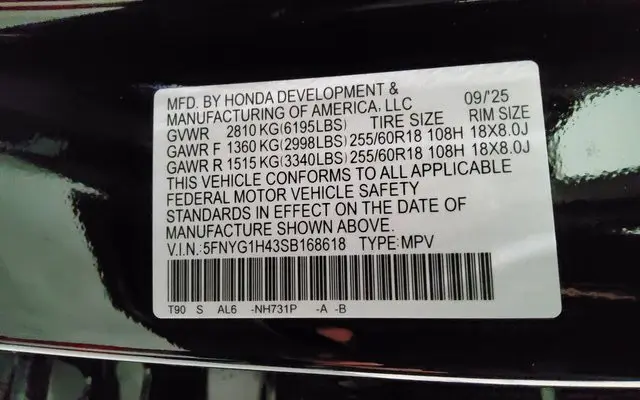 MFD. BY HONDA DEVELOPMENT &
MANUFACTURING OF AMERICA, LLC 09/'25
GVWR 2810 KG(6195LBS) TIRE SIZE RIM SIZE
GAWR F 1360 KG(2998LBS) 255/60R18 108H 18X8.0J
GAWR R 1515 KG(3340LBS) 255/60R18 108H 18X8.0J
THIS VEHICLE CONFORMS TO ALL APPLICABLE
FEDERAL MOTOR VEHICLE SAFETY
STANDARDS IN EFFECT ON THE DATE OF
MANUFACTURE SHOWN ABOVE.
V.I.N.: 5FNYG1H43SB168618 TYPE:MPV
T90 S AL6 -NH731P -A -B